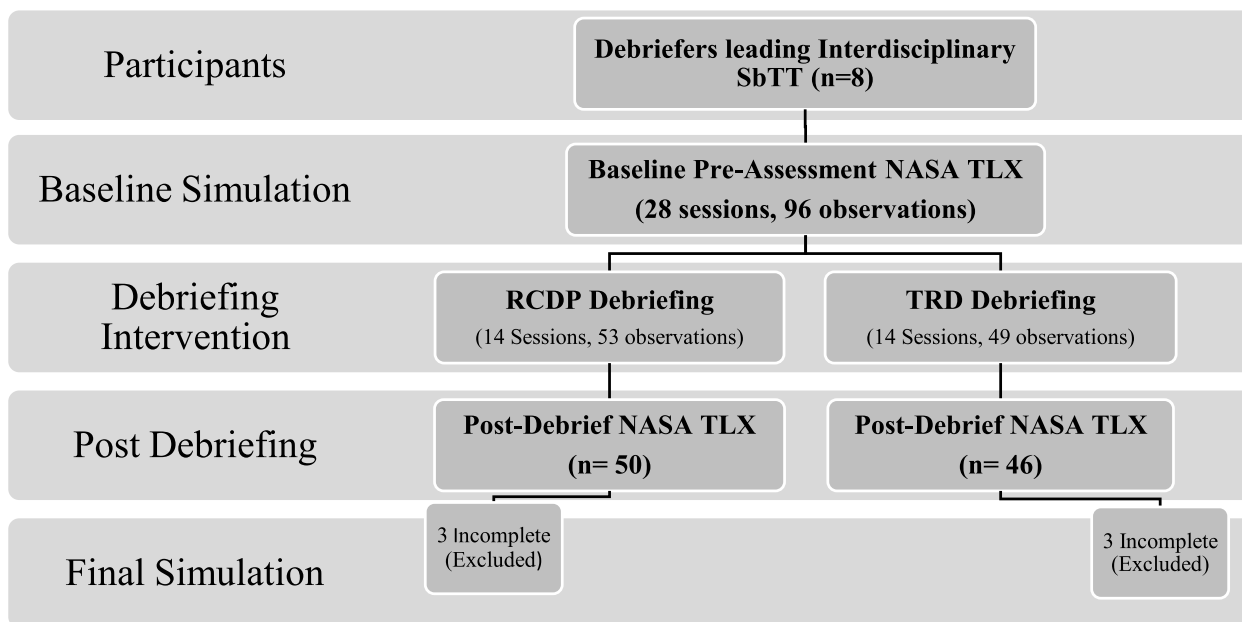 Participants
Debriefers leading Interdisciplinary
SbTT (n=8)
Baseline Simulation
Baseline Pre-Assessment NASA TLX
(28 sessions, 96 observations)
Debriefing
Intervention
RCDP Debriefing
(14 Sessions, 53 observations)
TRD Debriefing
(14 Sessions, 49 observations)
Post Debriefing
Post-Debrief NASA TLX
(n= 50)
Post-Debrief NASA TLX
(n= 46)
Final Simulation
3 Incomplete
(Excluded)
3 Incomplete
(Excluded)